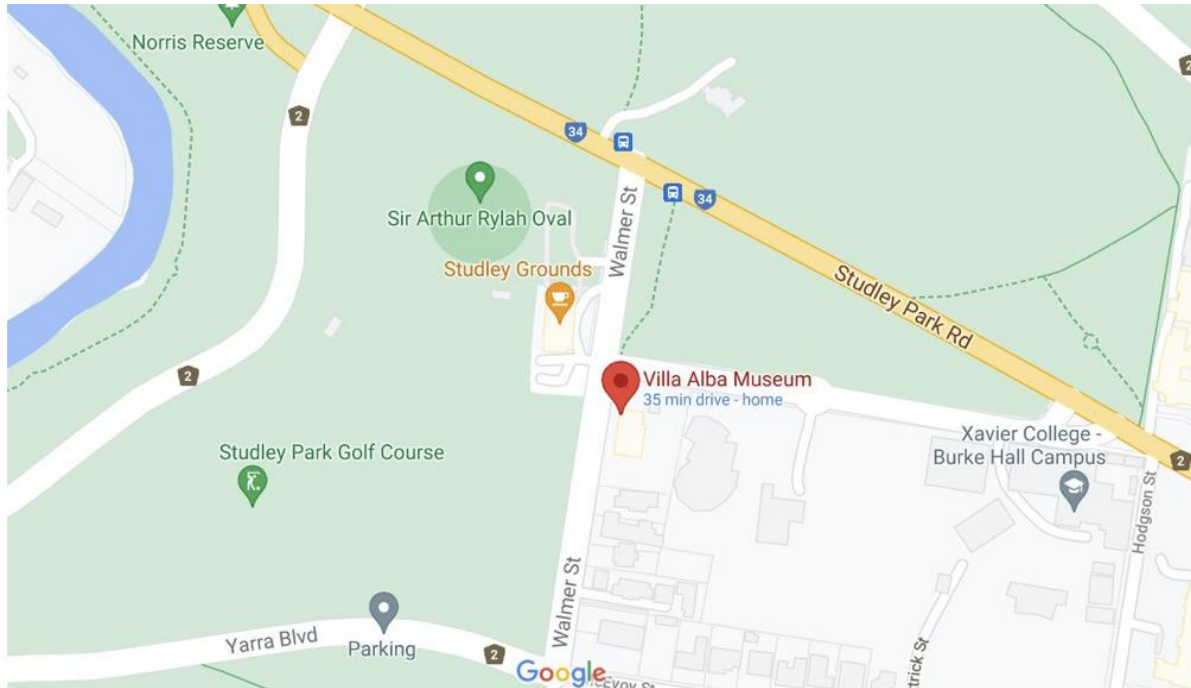 Norris Reserve
2
2
34
Sir Arthur Rylah Oval
34
Walmer St
Studley Grounds
Studley Park Rd
2
Villa Alba Museum
35 min drive - home
Xavier College -
Burke Hall Campus
2
Studley Park Golf Course
Hodgson St
Walmer St
Yarra Blvd
Parking
2
Google